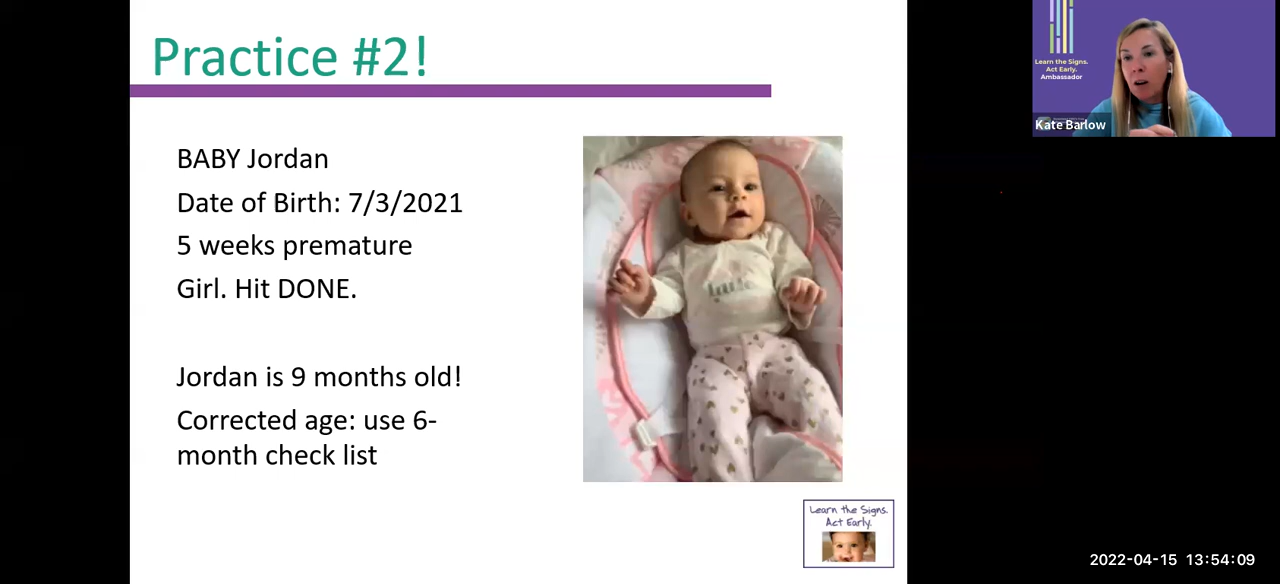 Practice #2!
BABY Jordan
Date of Birth: 7/3/2021
5 weeks premature
Girl. Hit DONE.
Jordan is 9 months old!
Corrected age: use 6-
month check list
little
Learn the Signs.
Act Early.
Learn the Signs.
Act Early.
Ambassador
Kate Barlow
2022-04-15 13:54:09